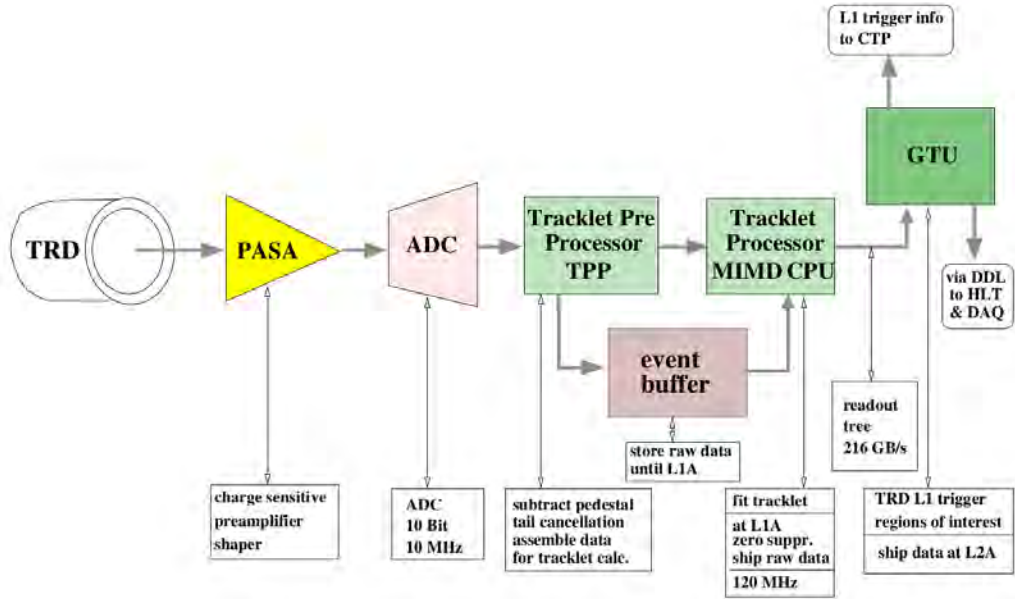 L1 trigger info
to CTP
GTU
TRD
PASA
ADC
Tracklet Pre
Processor
TPP
Tracklet
Processor
MIMD CPU
via DDL
to HLT
& DAQ
event
buffer
readout
tree
216 GB/s
store raw data
until L1A
charge sensitive
preamplifier
shaper
ADC
10 Bit
10 MHz
subtract pedestal
tail cancellation
assemble data
for tracklet calc.
fit tracklet
at L1A
zero suppr.
ship raw data
120 MHz
TRD L1 trigger
regions of interest
ship data at L2A